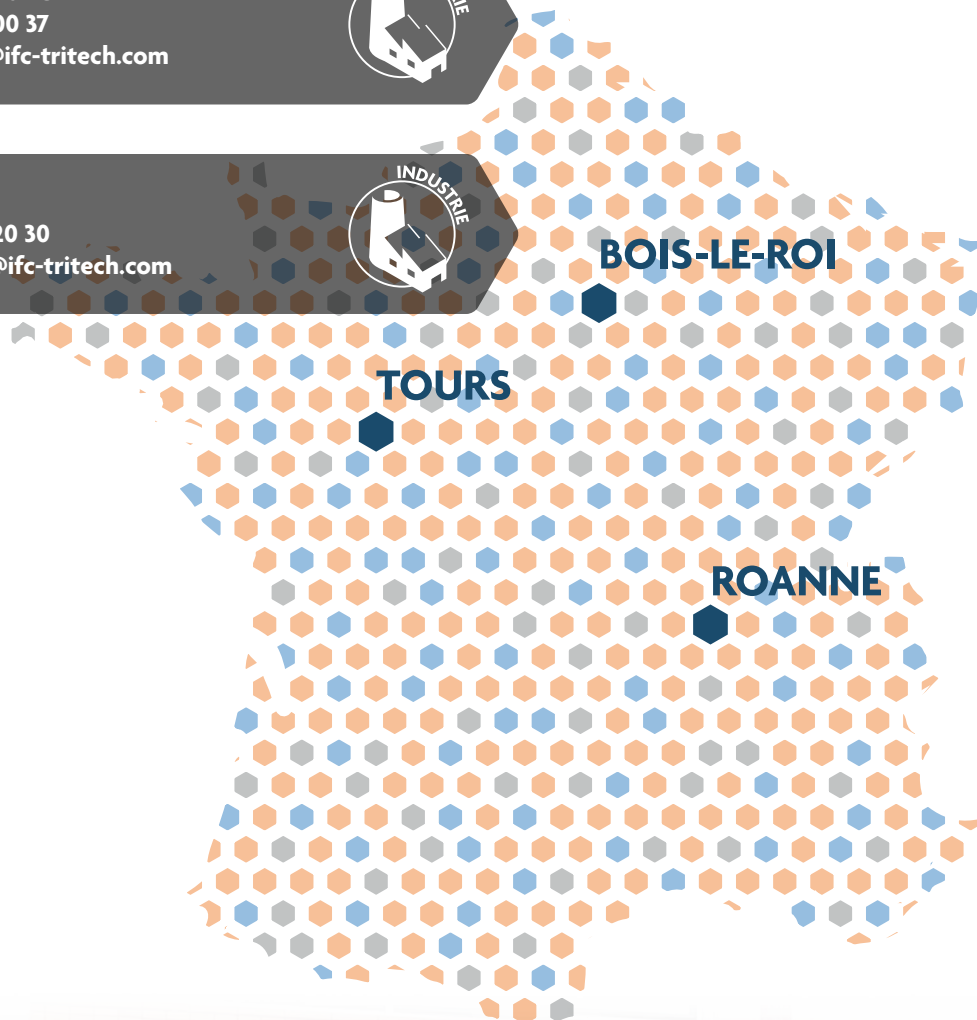 00 37
@ifc-tritech.com
INDUSTRIE
20 30
@ifc-tritech.com
BOIS-LE-ROI
TOURS
ROANNE